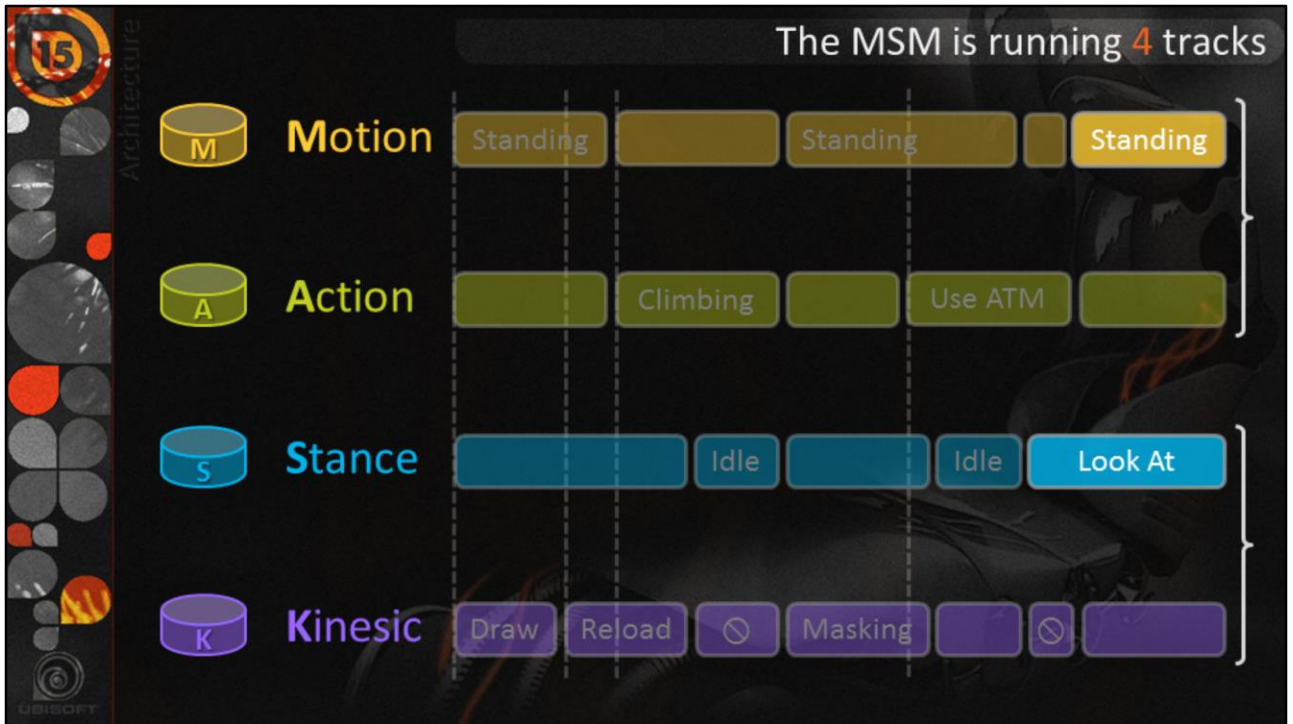 15
Architecture
The MSM is running 4 tracks
M
Motion
Standing
Standing
Standing
A
Action
Climbing
Use ATM
S
Stance
Idle
Idle
Look At
K
Kinesic
Draw
Reload
Masking
UBISOFT